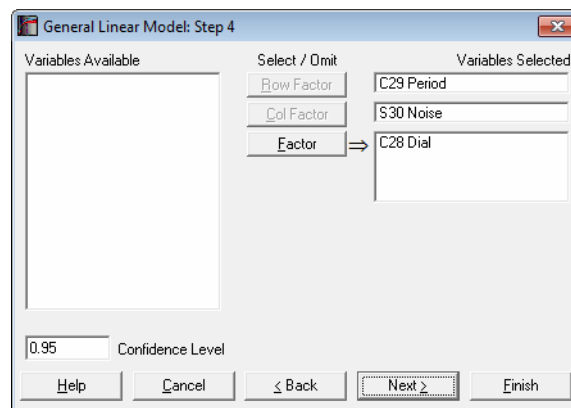 General Linear Model: Step 4
Variables Available
Select / Omit
Variables Selected
Row Factor
C29 Period
Col Factor
S30 Noise
Factor
⇒
C28 Dial
0.95
Confidence Level
Help
Cancel
< Back
Next >
Finish